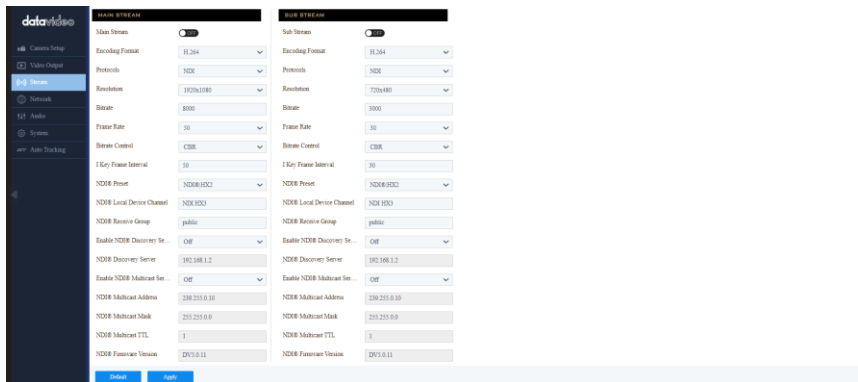 datavideo
Camera Setup
Video Output
Stream
Network
Audio
System
Auto Tracking
MAIN STREAM
Main Stream OFF
Encoding Format H.264
Protocols NDI
Resolution 1920x1080
Bitrate 8000
Frame Rate 50
Bitrate Control CBR
I Key Frame Interval 50
NDI® Preset NDI®|HX2
NDI® Local Device Channel NDI HX3
NDI® Receive Group public
Enable NDI® Discovery Se... Off
NDI® Discovery Server 192.168.1.2
Enable NDI® Multicast Ser... Off
NDI® Multicast Address 239.255.0.10
NDI® Multicast Mask 255.255.0.0
NDI® Multicast TTL 1
NDI® Firmware Version DV5.0.11
SUB STREAM
Sub Stream OFF
Encoding Format H.264
Protocols NDI
Resolution 720x480
Bitrate 3000
Frame Rate 50
Bitrate Control CBR
I Key Frame Interval 50
NDI® Preset NDI®|HX2
NDI® Local Device Channel NDI HX3
NDI® Receive Group public
Enable NDI® Discovery Se... Off
NDI® Discovery Server 192.168.1.2
Enable NDI® Multicast Ser... Off
NDI® Multicast Address 239.255.0.10
NDI® Multicast Mask 255.255.0.0
NDI® Multicast TTL 1
NDI® Firmware Version DV5.0.11
Default Apply